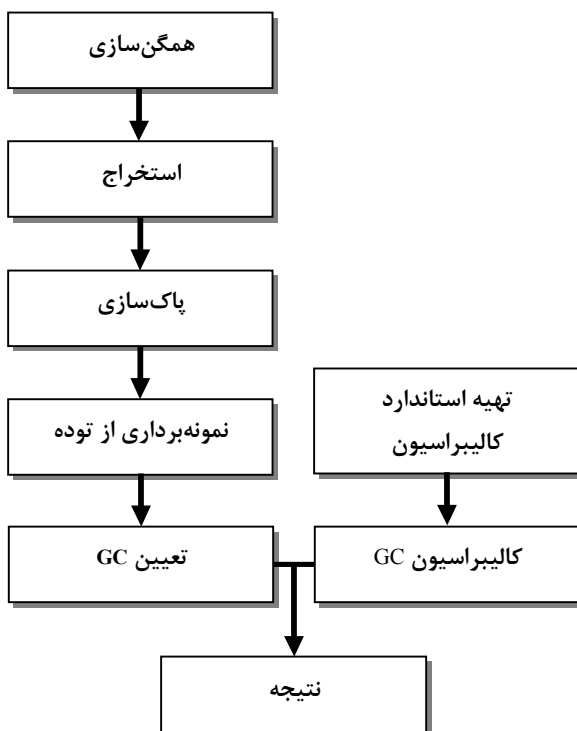 همگن‌سازی
استخراج
پاک‌سازی
نمونه‌برداری از توده
تهیه استاندارد
کالیبراسیون
تعیین GC
کالیبراسیون GC
نتیجه